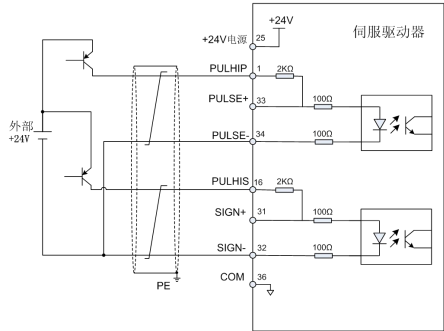 +24V
伺服驱动器
+24V电源 25
PULHIP 1 2KΩ
PULSE+ 33 100Ω
PULSE- 34 100Ω
外部
+24V
PULHIS 16 2KΩ
SIGN+ 31 100Ω
SIGN- 32 100Ω
COM 36
PE